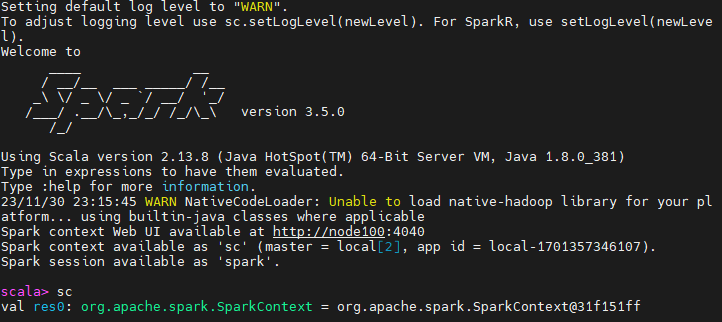 Setting default log level to "WARN".
To adjust logging level use sc.setLogLevel(newLevel). For SparkR, use setLogLevel(newLeve
l).
Welcome to
      ____              __
     / __/__  ___ _____/ /__
    _\ \/ _ \/ _ `/ __/  '_/
   /___/ .__/\_,_/_/ /_/\_\   version 3.5.0
      /_/

Using Scala version 2.13.8 (Java HotSpot(TM) 64-Bit Server VM, Java 1.8.0_381)
Type in expressions to have them evaluated.
Type :help for more information.
23/11/30 23:15:45 WARN NativeCodeLoader: Unable to load native-hadoop library for your pl
atform... using builtin-java classes where applicable
Spark context Web UI available at http://node100:4040
Spark context available as 'sc' (master = local[2], app id = local-1701357346107).
Spark session available as 'spark'.

scala> sc
val res0: org.apache.spark.SparkContext = org.apache.spark.SparkContext@31f151ff